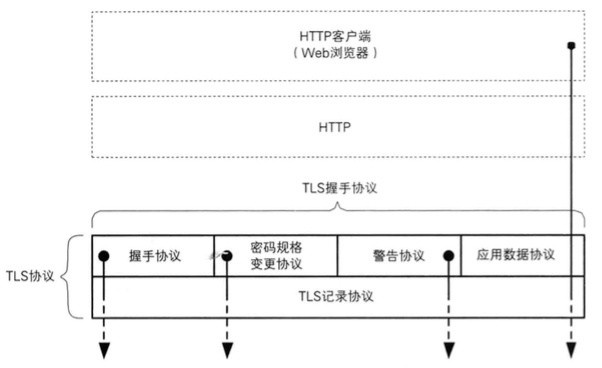 HTTP客户端
（Web浏览器）
HTTP
TLS握手协议
TLS协议
握手协议
密码规格
变更协议
警告协议
应用数据协议
TLS记录协议